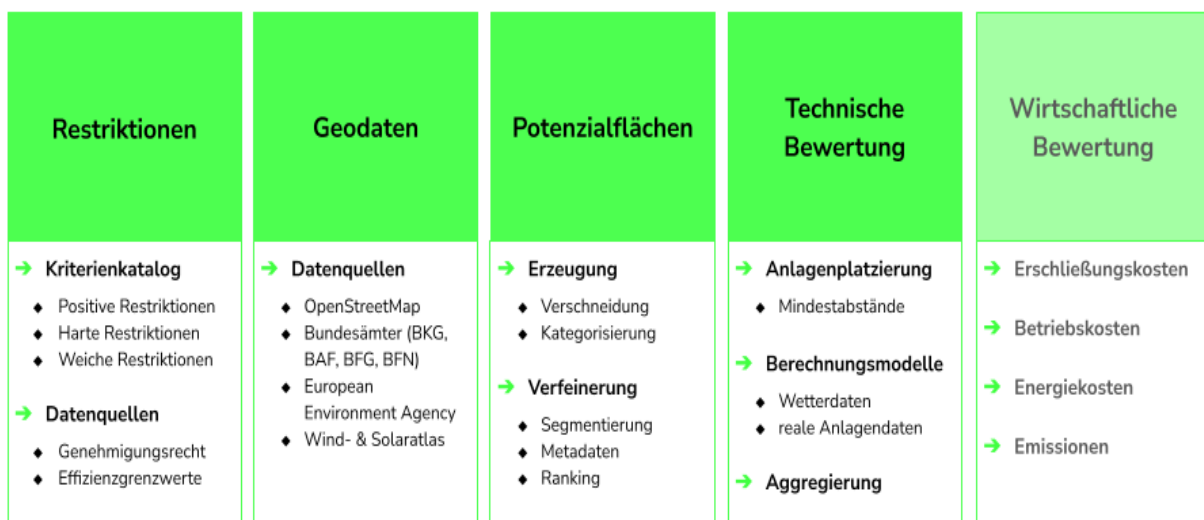 Restriktionen
Kriterienkatalog
Positive Restriktionen
Harte Restriktionen
Weiche Restriktionen
Datenquellen
Genehmigungsrecht
Effizienzgrenzwerte
Geodaten
Datenquellen
OpenStreetMap
Bundesämter (BKG,
BAF, BFG, BFN)
European
Environment Agency
Wind- & Solaratlas
Potenzialflächen
Erzeugung
Verschneidung
Kategorisierung
Verfeinerung
Segmentierung
Metadaten
Ranking
Technische
Bewertung
Anlagenplatzierung
Mindestabstände
Berechnungsmodelle
Wetterdaten
reale Anlagendaten
Aggregierung
Wirtschaftliche
Bewertung
Erschließungskosten
Betriebskosten
Energiekosten
Emissionen